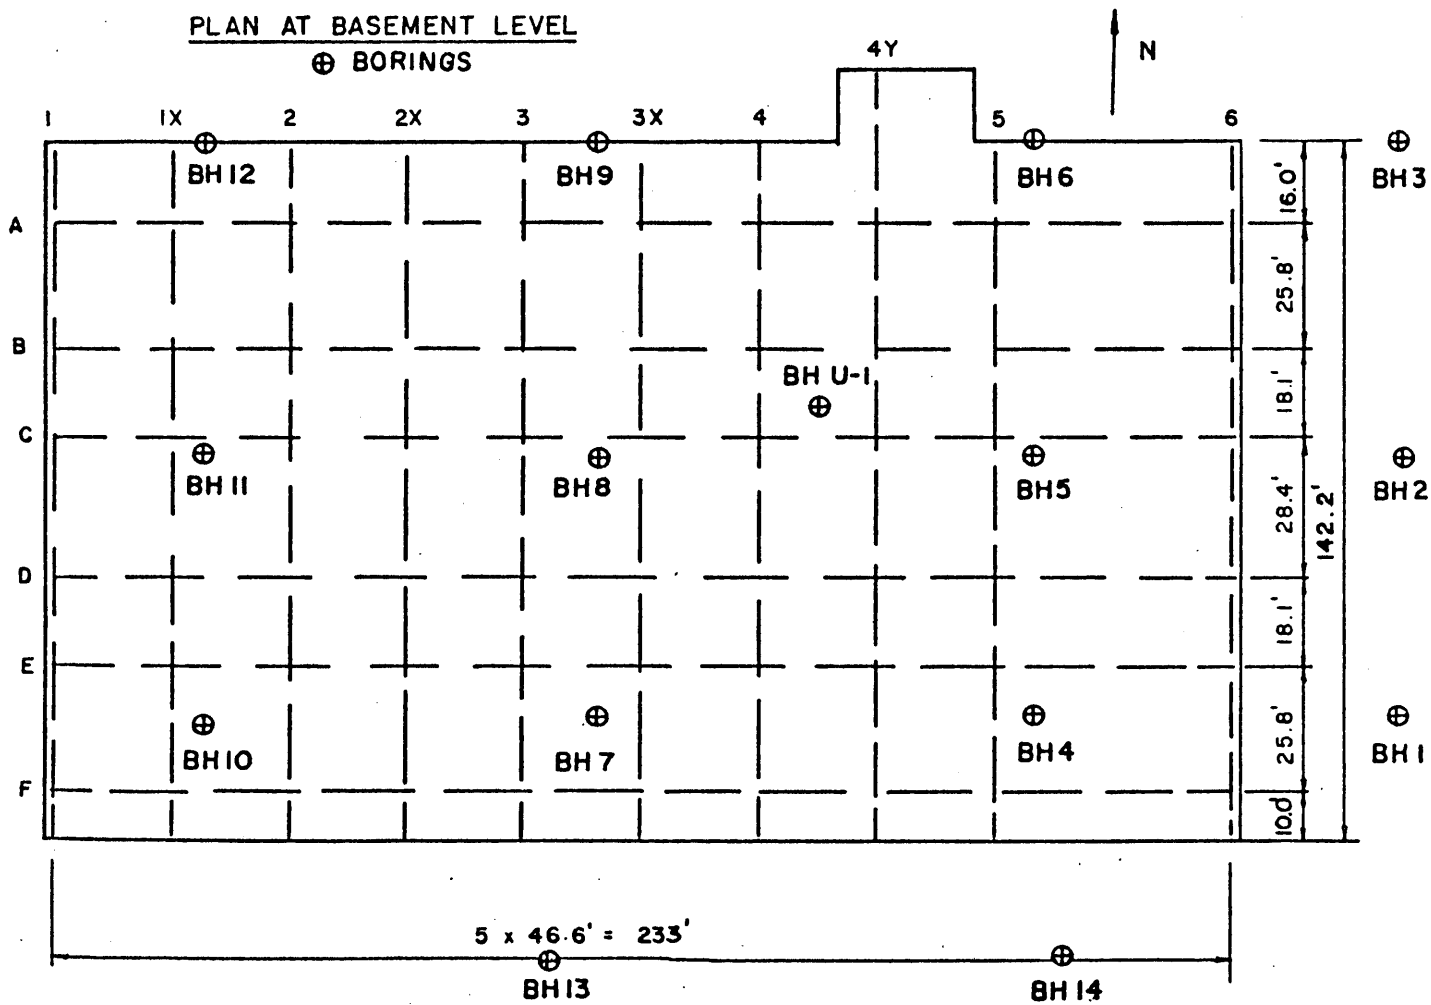 PLAN AT BASEMENT LEVEL
⊕ BORINGS
4Y
N
1 1X 2 2X 3 3X 4 5 6
BH12 BH9 BH6 BH3
16.0'
A
25.8'
B
18.1'
BH U-1
C
BH11 BH8 BH5 BH2
28.4'
142.2'
D
18.1'
E
25.8'
BH10 BH7 BH4 BH1
F
10.0'
5 x 46.6' = 233'
BH13 BH14